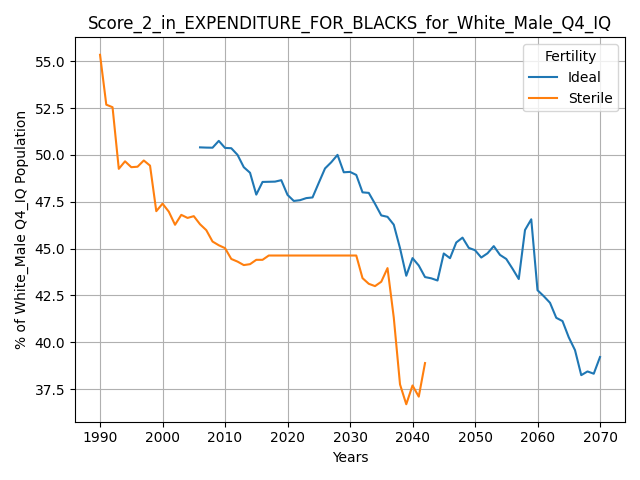 Score_2_in_EXPENDITURE_FOR_BLACKS_for_White_Male_Q4_IQ
Fertility
Ideal
Sterile
% of White_Male Q4_IQ Population
55.0
52.5
50.0
47.5
45.0
42.5
40.0
37.5
1990 2000 2010 2020 2030 2040 2050 2060 2070
Years